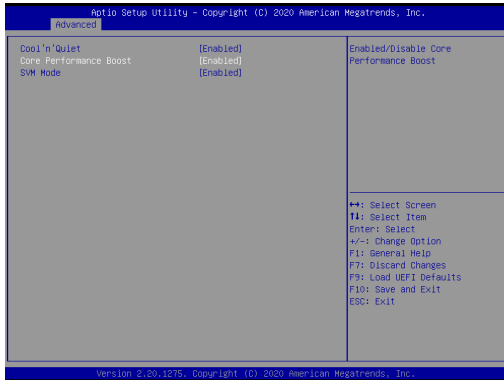 Aptio Setup Utility – Copyright (C) 2020 American Megatrends, Inc.
Advanced
Cool'n'Quiet [Enabled]
Core Performance Boost [Enabled]
SVM Mode [Enabled]
Enabled/Disable Core
Performance Boost
↔: Select Screen
↑↓: Select Item
Enter: Select
+/-: Change Option
F1: General Help
F7: Discard Changes
F9: Load UEFI Defaults
F10: Save and Exit
ESC: Exit
Version 2.20.1275. Copyright (C) 2020 American Megatrends, Inc.